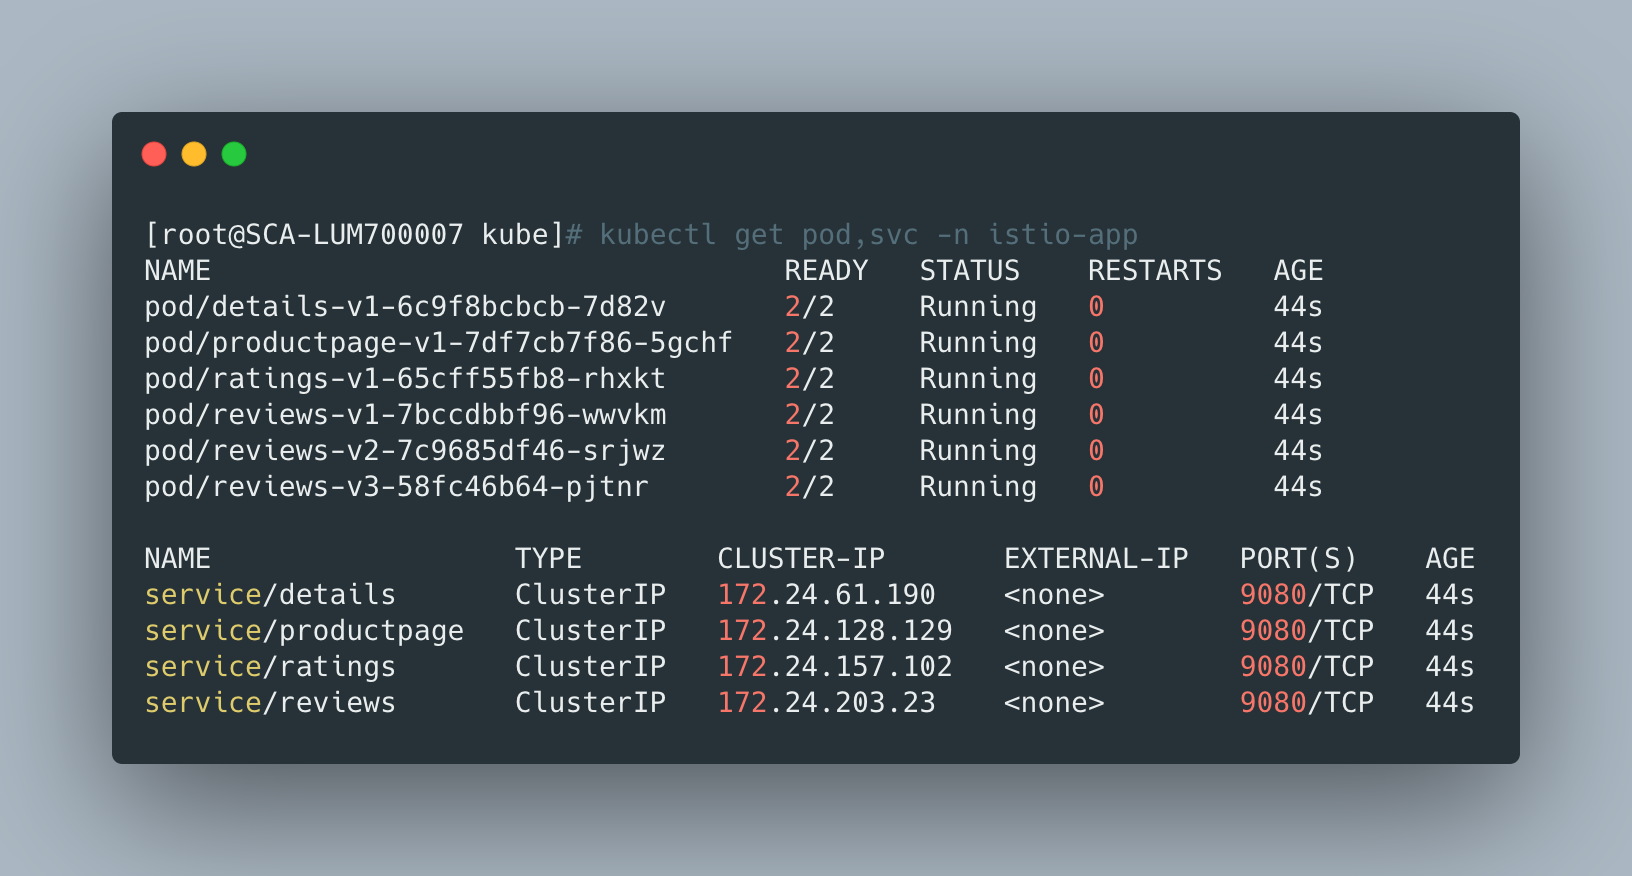 [root@SCA-LUM700007 kube]# kubectl get pod,svc -n istio-app
NAME                                  READY   STATUS    RESTARTS   AGE
pod/details-v1-6c9f8bcbcb-7d82v       2/2     Running   0          44s
pod/productpage-v1-7df7cb7f86-5gchf   2/2     Running   0          44s
pod/ratings-v1-65cff55fb8-rhxkt       2/2     Running   0          44s
pod/reviews-v1-7bccdbbf96-wwvkm       2/2     Running   0          44s
pod/reviews-v2-7c9685df46-srjwz       2/2     Running   0          44s
pod/reviews-v3-58fc46b64-pjtnr        2/2     Running   0          44s

NAME                  TYPE        CLUSTER-IP       EXTERNAL-IP   PORT(S)    AGE
service/details       ClusterIP   172.24.61.190    <none>        9080/TCP   44s
service/productpage   ClusterIP   172.24.128.129   <none>        9080/TCP   44s
service/ratings       ClusterIP   172.24.157.102   <none>        9080/TCP   44s
service/reviews       ClusterIP   172.24.203.23    <none>        9080/TCP   44s